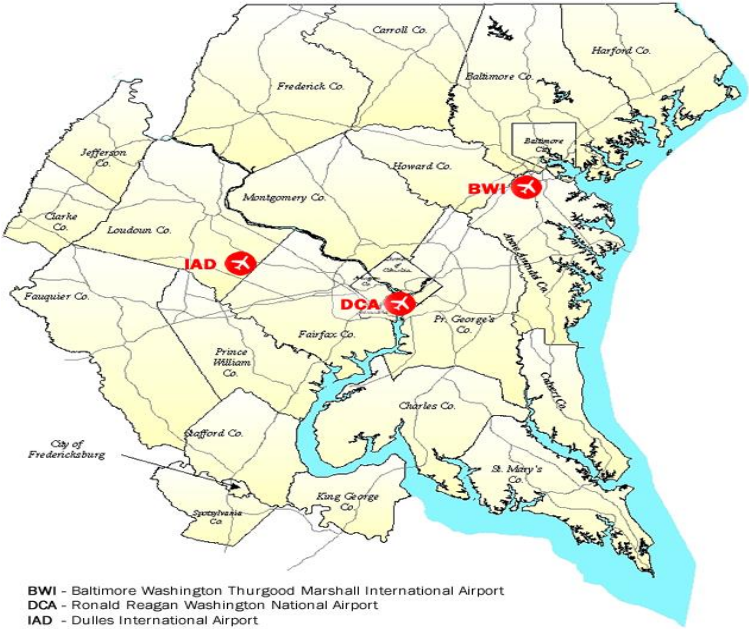 Carroll Co.
Harford Co.
Baltimore Co.
Frederick Co.
Baltimore
City
Jefferson
Co.
Howard Co.
BWI
Montgomery Co.
Clarke
Co.
Loudoun Co.
Anne Arundel Co.
IAD
District
of
Columbia
Fauquier Co.
DCA
Pr. George's
Co.
Fairfax Co.
Prince
William
Co.
Calvert Co.
Charles Co.
Stafford Co.
City of
Fredericksburg
St. Mary's
Co.
King George
Co.
Spotsylvania
Co.
BWI - Baltimore Washington Thurgood Marshall International Airport
DCA - Ronald Reagan Washington National Airport
IAD - Dulles International Airport